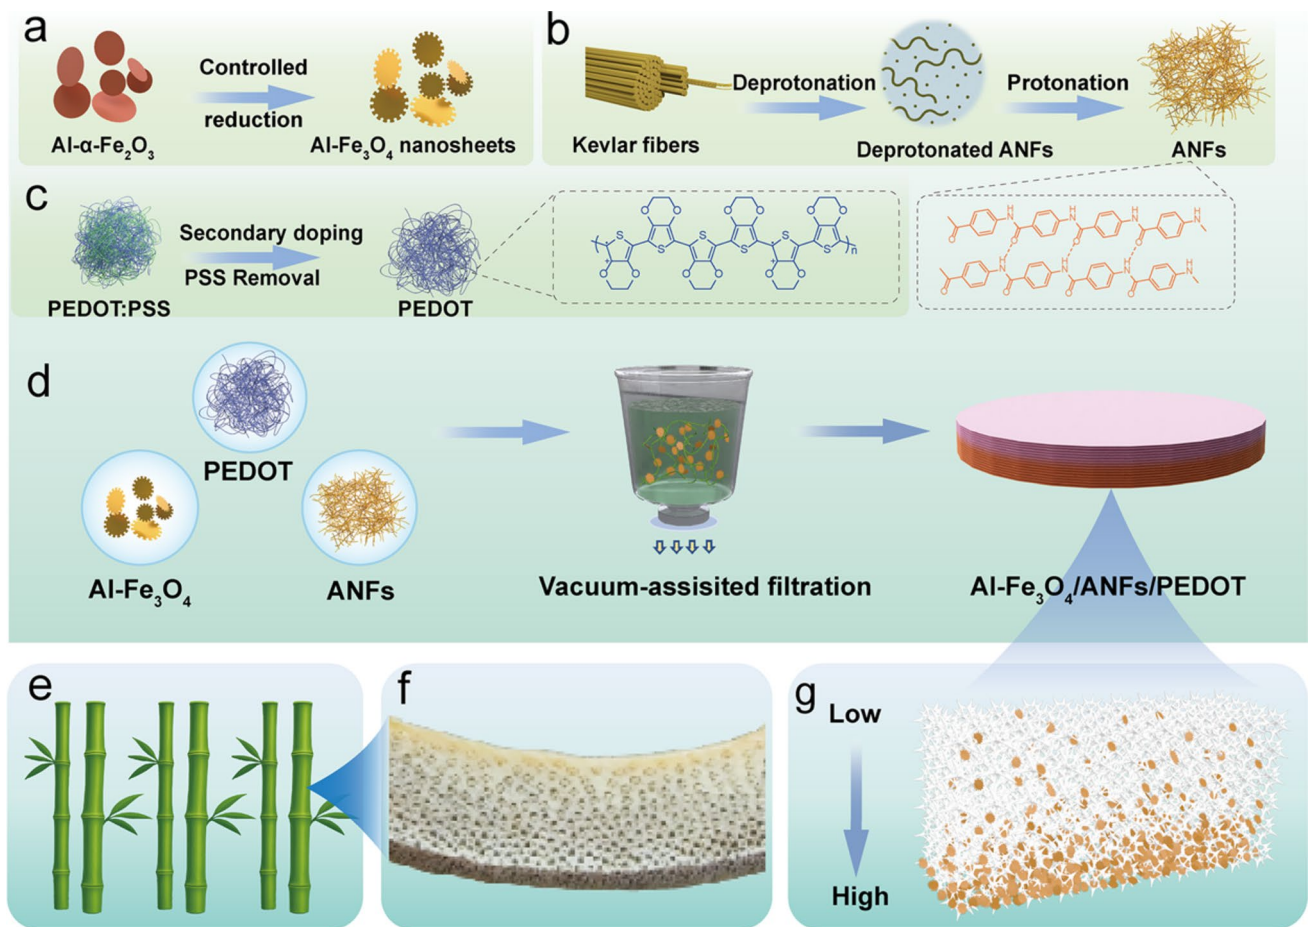 a
Controlled
reduction
Al-α-Fe₂O₃
Al-Fe₃O₄ nanosheets
b
Deprotonation
Protonation
Kevlar fibers
Deprotonated ANFs
ANFs
c
Secondary doping
PSS Removal
PEDOT:PSS
PEDOT
S
S
S
S
S
S
O
O
O
O
O
O
O
O
O
O
O
O
n
H
N
H
N
H
N
H
N
O
O
O
O
H
N
H
N
H
N
H
N
O
O
O
O
d
PEDOT
Al-Fe₃O₄
ANFs
Vacuum-assisited filtration
Al-Fe₃O₄/ANFs/PEDOT
e
f
g
Low
High